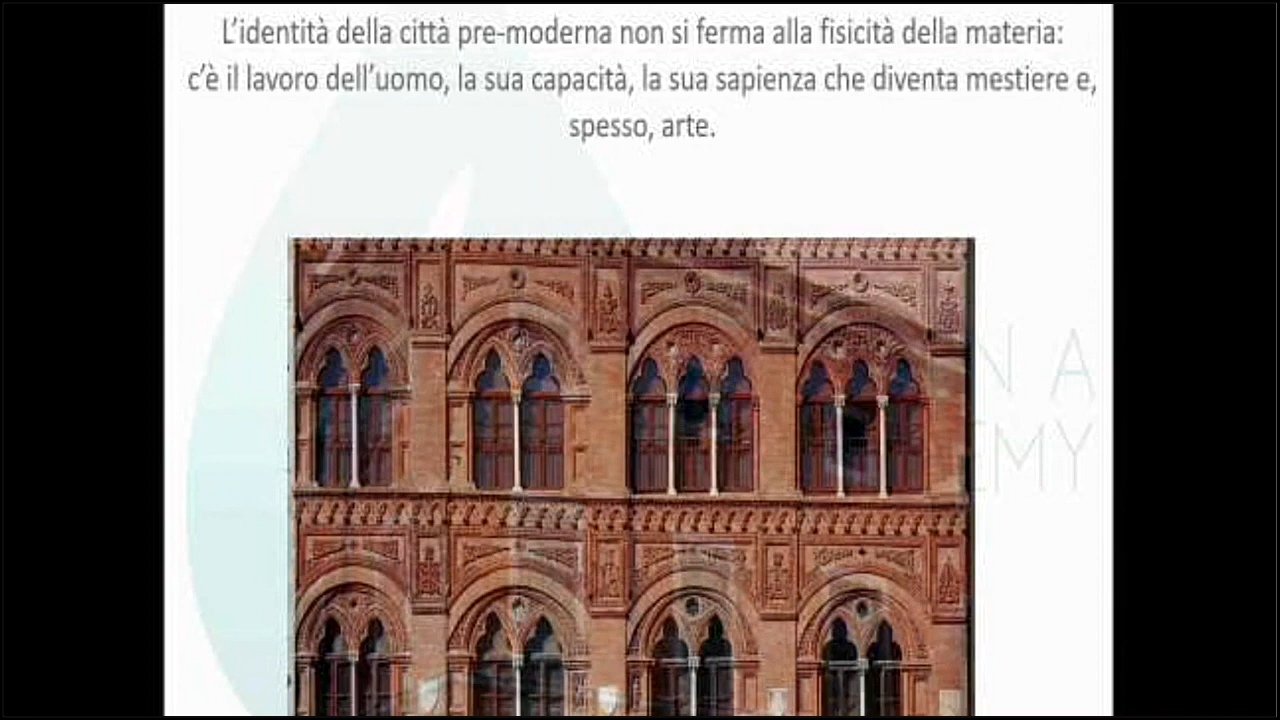 L’identità della città pre-moderna non si ferma alla fisicità della materia:
c’è il lavoro dell’uomo, la sua capacità, la sua sapienza che diventa mestiere e,
spesso, arte.
N A
EMY